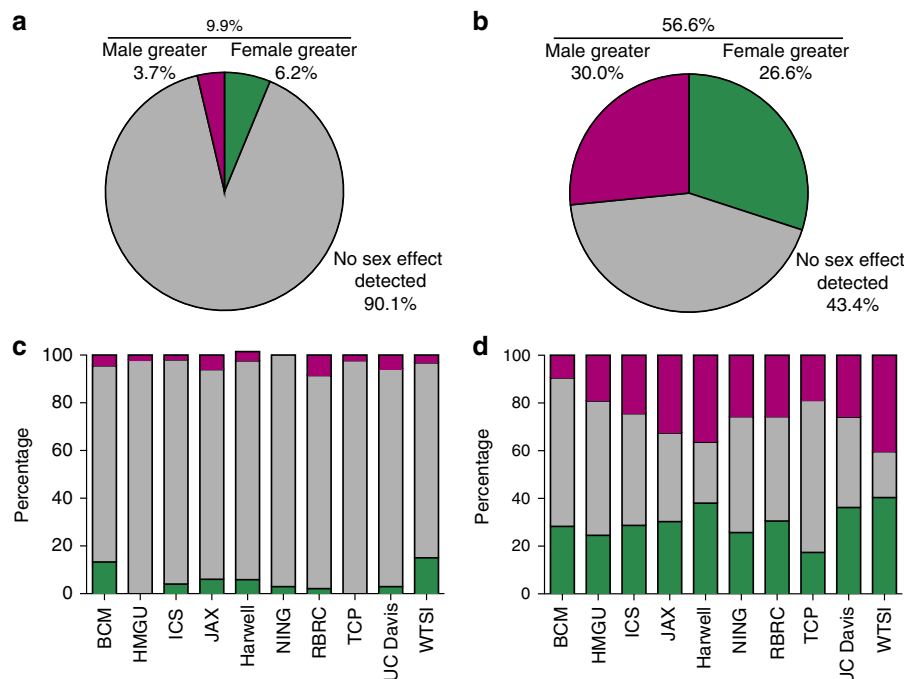 a
9.9%
Male greater Female greater
3.7% 6.2%
No sex effect
detected
90.1%
b
56.6%
Male greater Female greater
30.0% 26.6%
No sex effect
detected
43.4%
c
Percentage
100
80
60
40
20
0
BCM
HMGU
ICS
JAX
Harwell
NING
RBRC
TCP
UC Davis
WTSI
d
Percentage
100
80
60
40
20
0
BCM
HMGU
ICS
JAX
Harwell
NING
RBRC
TCP
UC Davis
WTSI